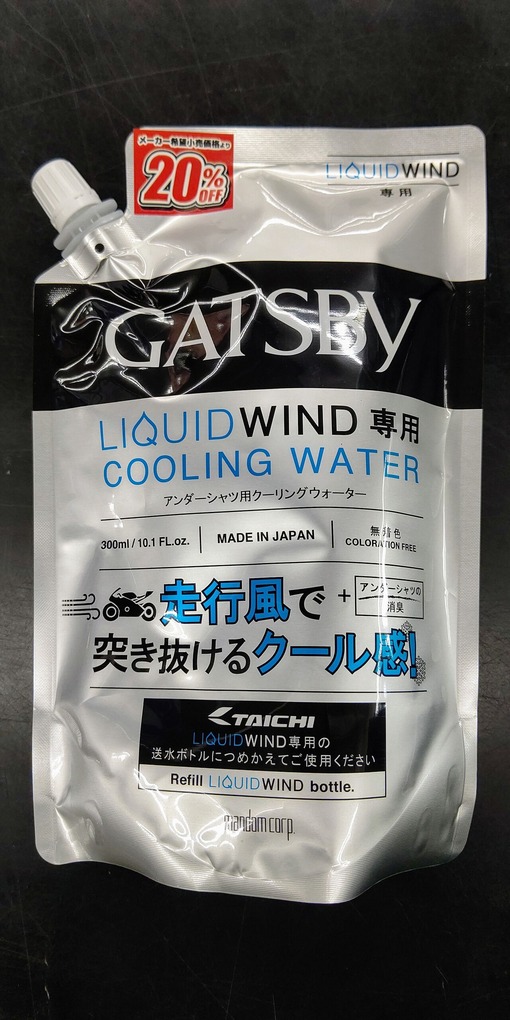 メーカー希望小売価格より
20%
OFF
LIQUIDWIND
専用
GATSBY
LIQUIDWIND 専用
COOLING WATER
アンダーシャツ用クーリングウォーター
300ml / 10.1 FL.oz.
MADE IN JAPAN
無着色
COLORATION FREE
走行風で
+ アンダーシャツの
消臭
突き抜けるクール感!
TAICHI
LIQUIDWIND専用の
送水ボトルにつめかえてご使用ください
Refill LIQUIDWIND bottle.
mandom corp.